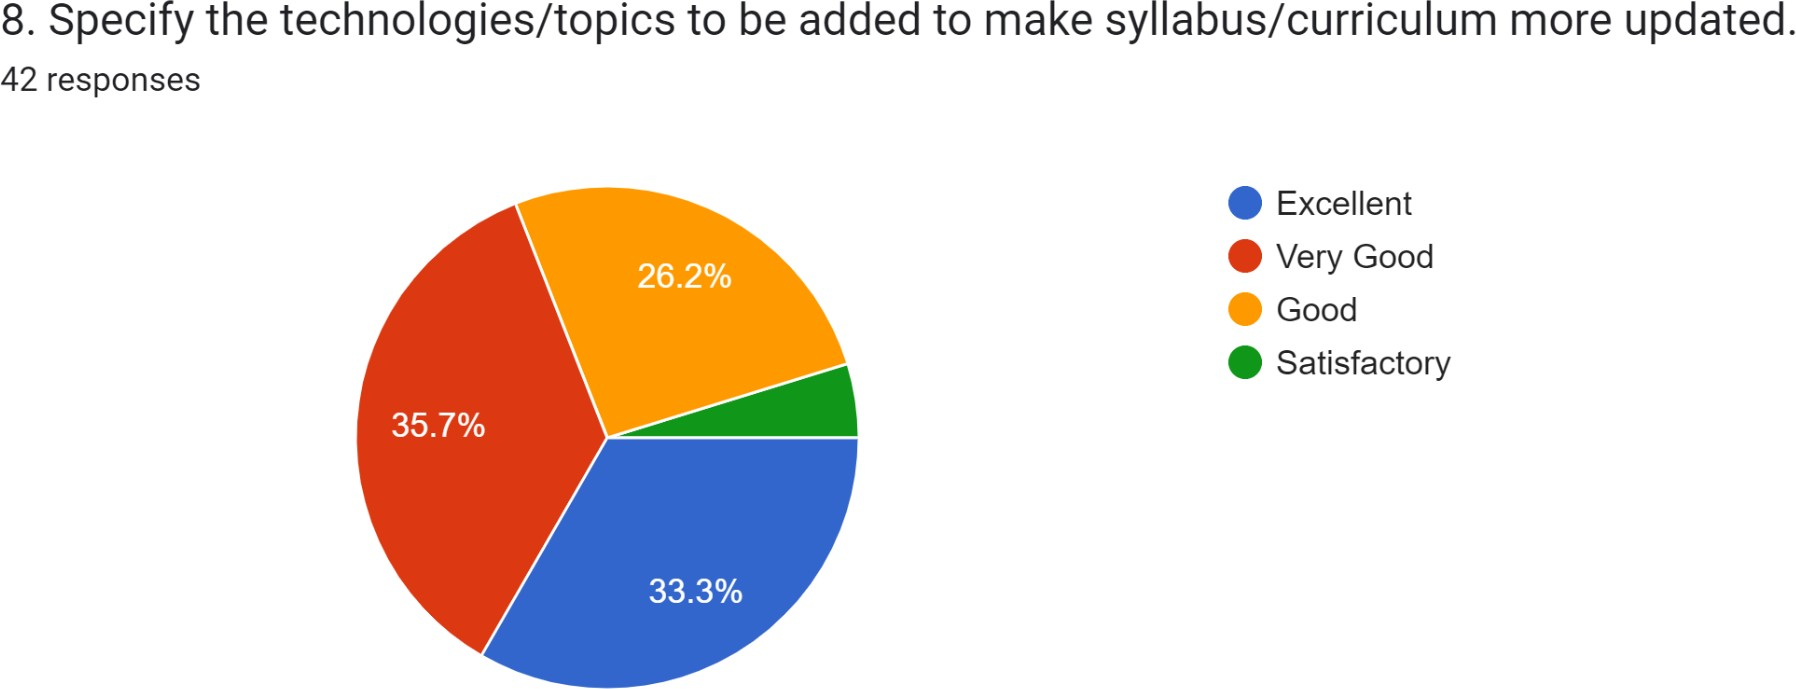 8. Specify the technologies/topics to be added to make syllabus/curriculum more updated.
42 responses
Excellent
Very Good
Good
Satisfactory
26.2%
35.7%
33.3%